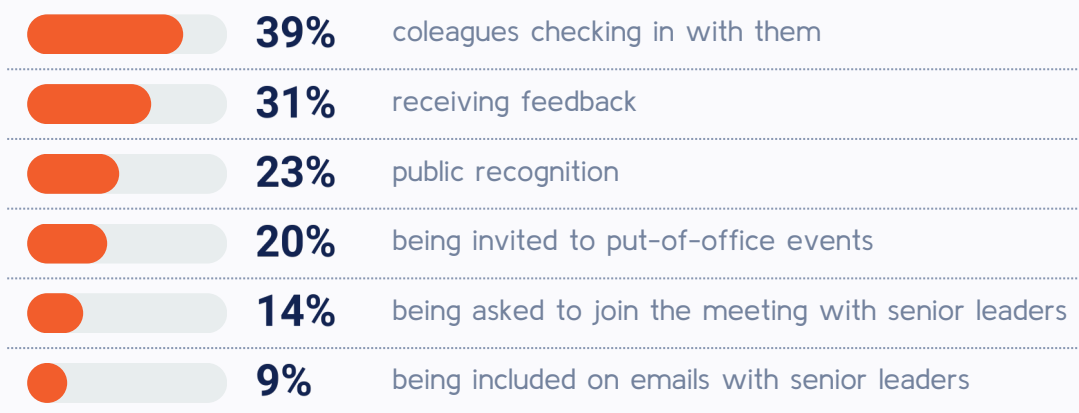 39% coleagues checking in with them
31% receiving feedback
23% public recognition
20% being invited to put-of-office events
14% being asked to join the meeting with senior leaders
9% being included on emails with senior leaders